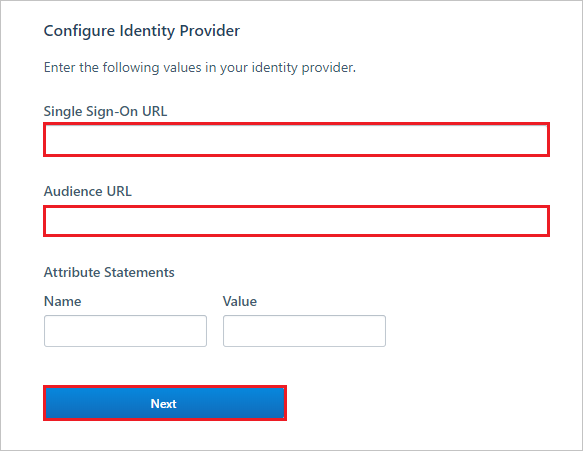 Configure Identity Provider
Enter the following values in your identity provider.
Single Sign-On URL
Audience URL
Attribute Statements
Name Value
Next